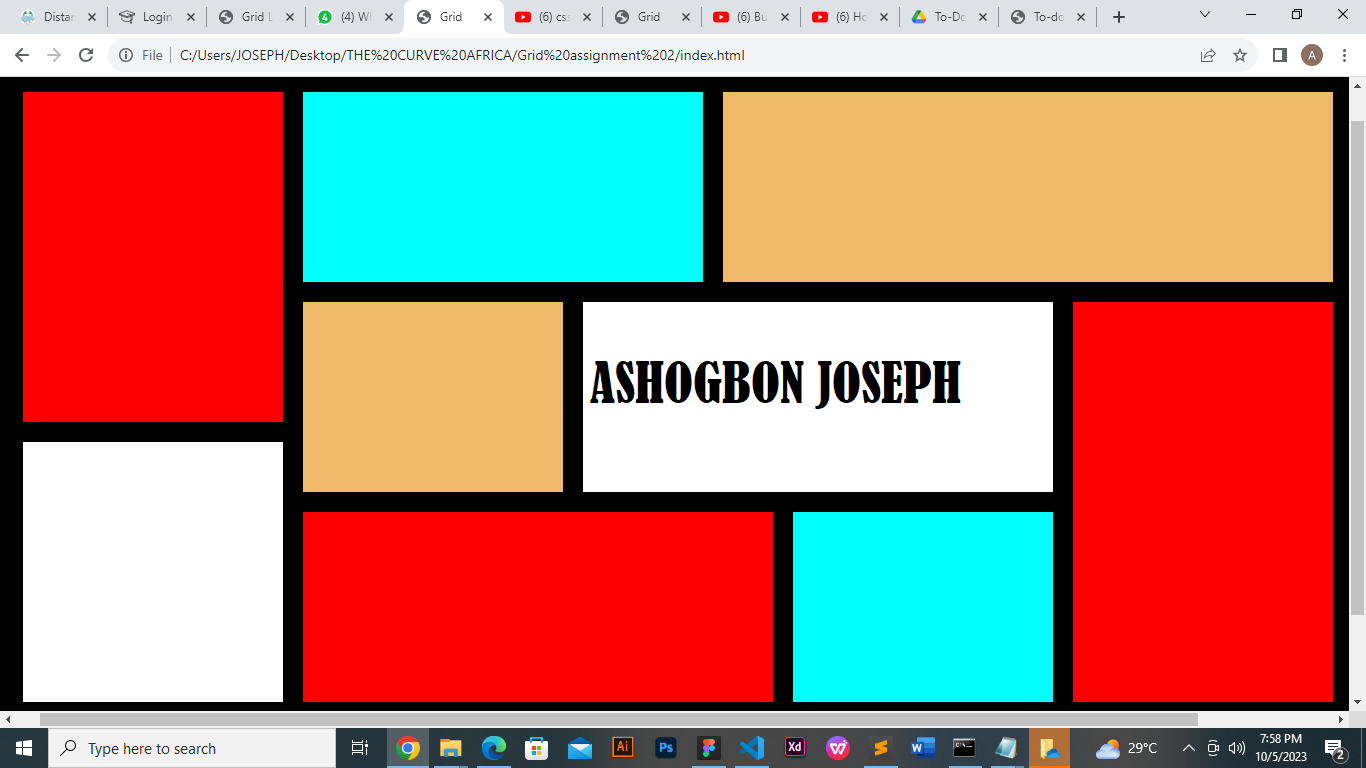 Distar
Login
Grid L
(4) W
Grid
(6) cs
Grid
(6) Bu
(6) Ho
To-Do
To-do
File
C:/Users/JOSEPH/Desktop/THE%20CURVE%20AFRICA/Grid%20assignment%202/index.html
A
ASHOGBON JOSEPH
Type here to search
Ai
Ps
Xd
W
29°C
7:58 PM
10/5/2023
2